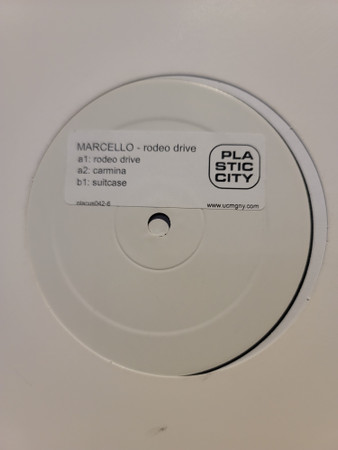 MARCELLO - rodeo drive
a1: rodeo drive
a2: carmina
b1: suitcase
PLA
STIC
CITY
www.ucmgny.com